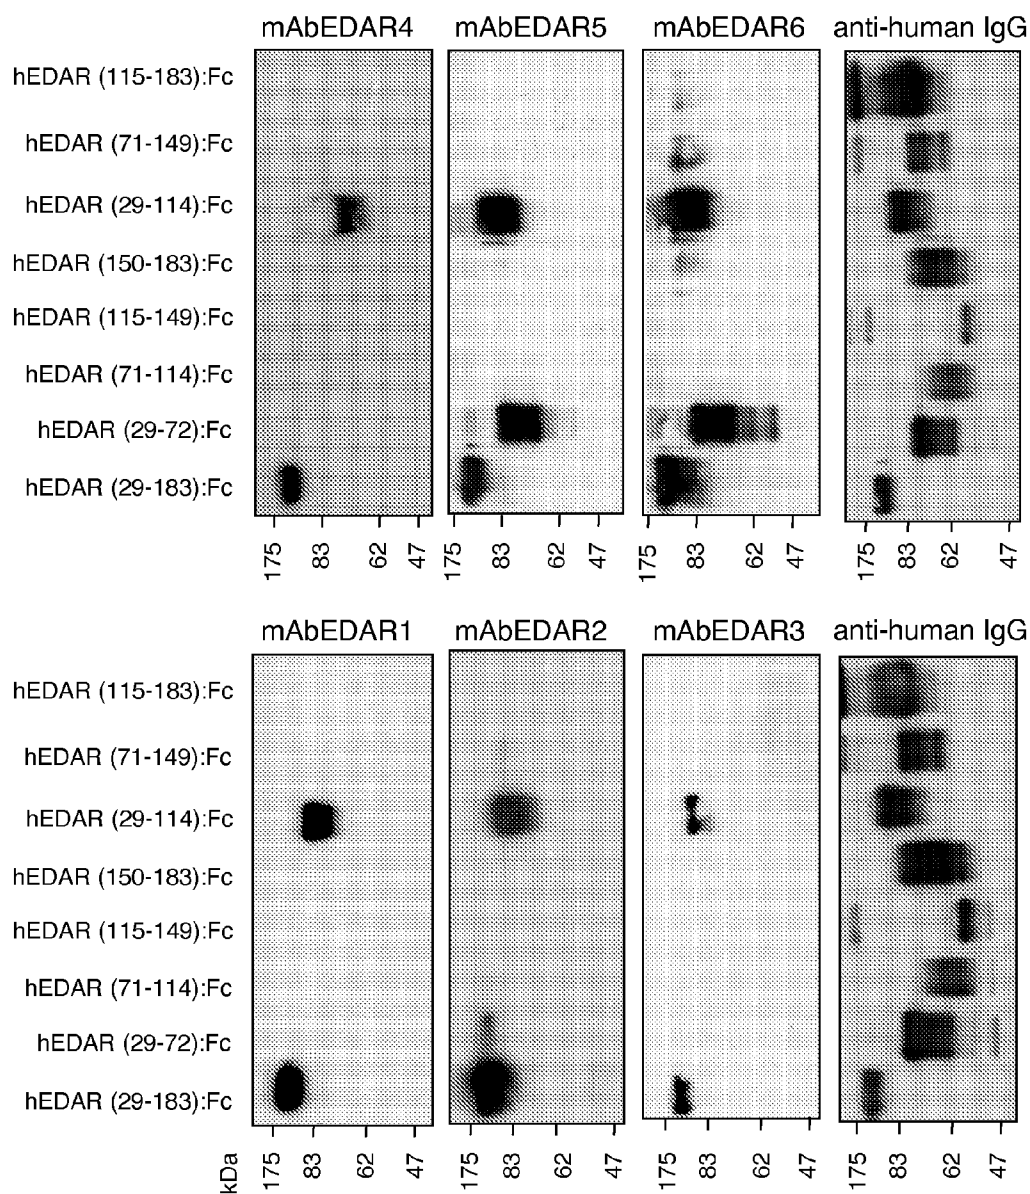 mAbEDAR4 mAbEDAR5 mAbEDAR6 anti-human IgG
hEDAR (115-183):Fc
hEDAR (71-149):Fc
hEDAR (29-114):Fc
hEDAR (150-183):Fc
hEDAR (115-149):Fc
hEDAR (71-114):Fc
hEDAR (29-72):Fc
hEDAR (29-183):Fc
175 83 62 47 175 83 62 47 175 83 62 47 175 83 62 47
mAbEDAR1 mAbEDAR2 mAbEDAR3 anti-human IgG
hEDAR (115-183):Fc
hEDAR (71-149):Fc
hEDAR (29-114):Fc
hEDAR (150-183):Fc
hEDAR (115-149):Fc
hEDAR (71-114):Fc
hEDAR (29-72):Fc
hEDAR (29-183):Fc
kDa 175 83 62 47 175 83 62 47 175 83 62 47 175 83 62 47